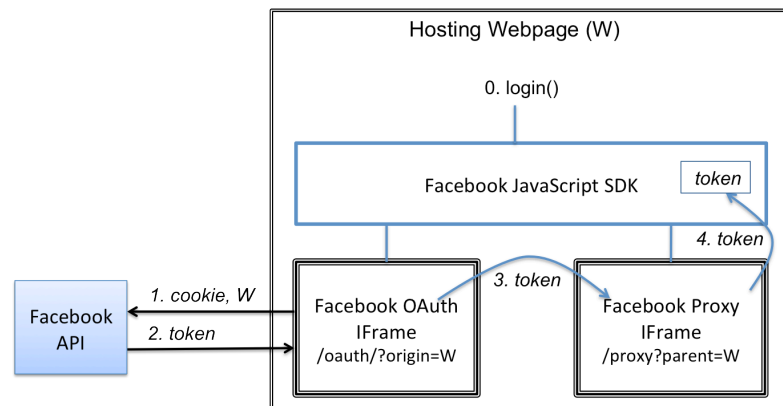 Hosting Webpage (W)
0. login()
Facebook JavaScript SDK
token
4. token
3. token
1. cookie, W
2. token
Facebook
API
Facebook OAuth
IFrame
/oauth/?origin=W
Facebook Proxy
IFrame
/proxy?parent=W